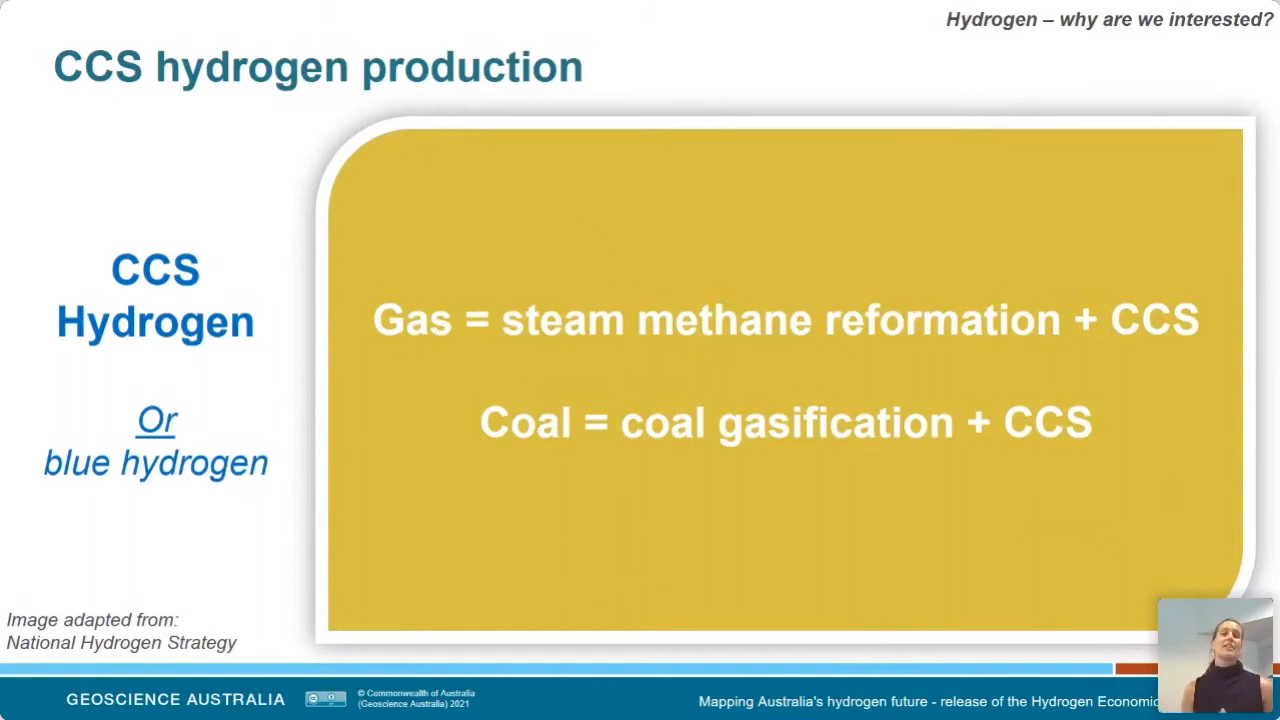 Hydrogen – why are we interested?
CCS hydrogen production
CCS
Hydrogen
Or
blue hydrogen
Gas = steam methane reformation + CCS
Coal = coal gasification + CCS
Image adapted from:
National Hydrogen Strategy
GEOSCIENCE AUSTRALIA
© Commonwealth of Australia
(Geoscience Australia) 2021
Mapping Australia's hydrogen future - release of the Hydrogen